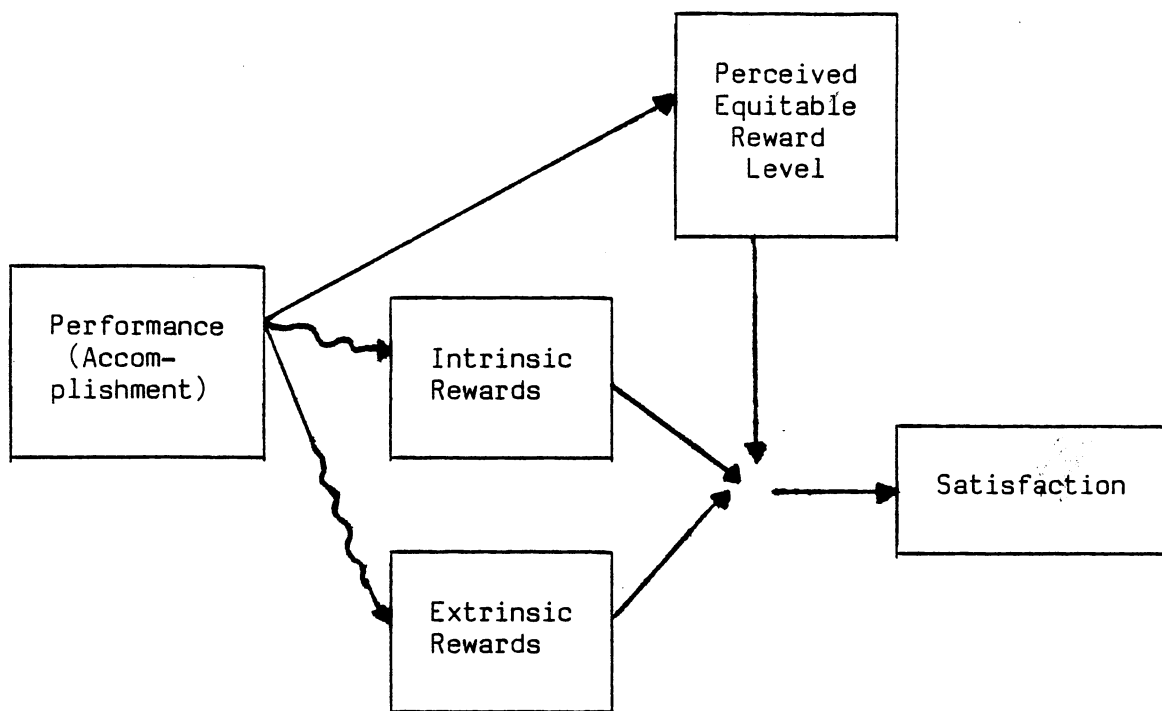 Perceived
Equitable
Reward
Level
Performance
(Accom-
plishment)
Intrinsic
Rewards
Satisfaction
Extrinsic
Rewards